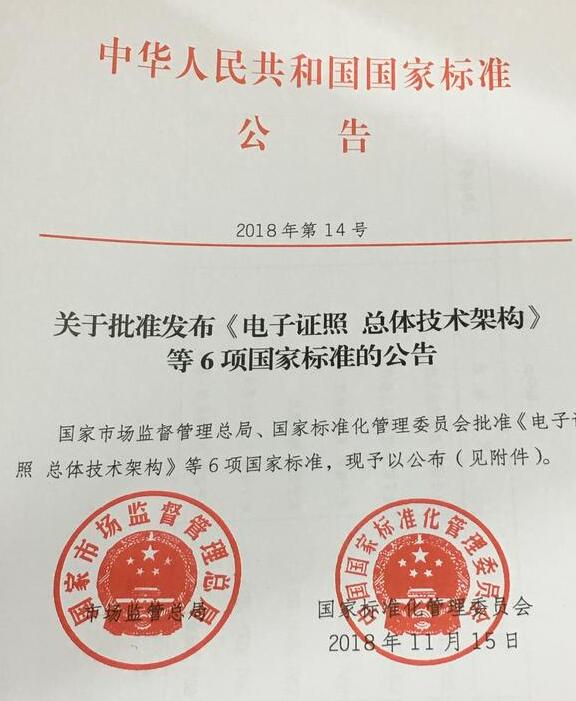 中华人民共和国国家标准
公告
2018年第14号
关于批准发布《电子证照 总体技术架构》
等6项国家标准的公告
国家市场监督管理总局、国家标准化管理委员会批准《电子证
照 总体技术架构》等6项国家标准，现予以公布（见附件）。
国家市场监督管理总局
中国国家标准化管理委员会
市场监管总局
国家标准化管理委员会
2018年11月15日